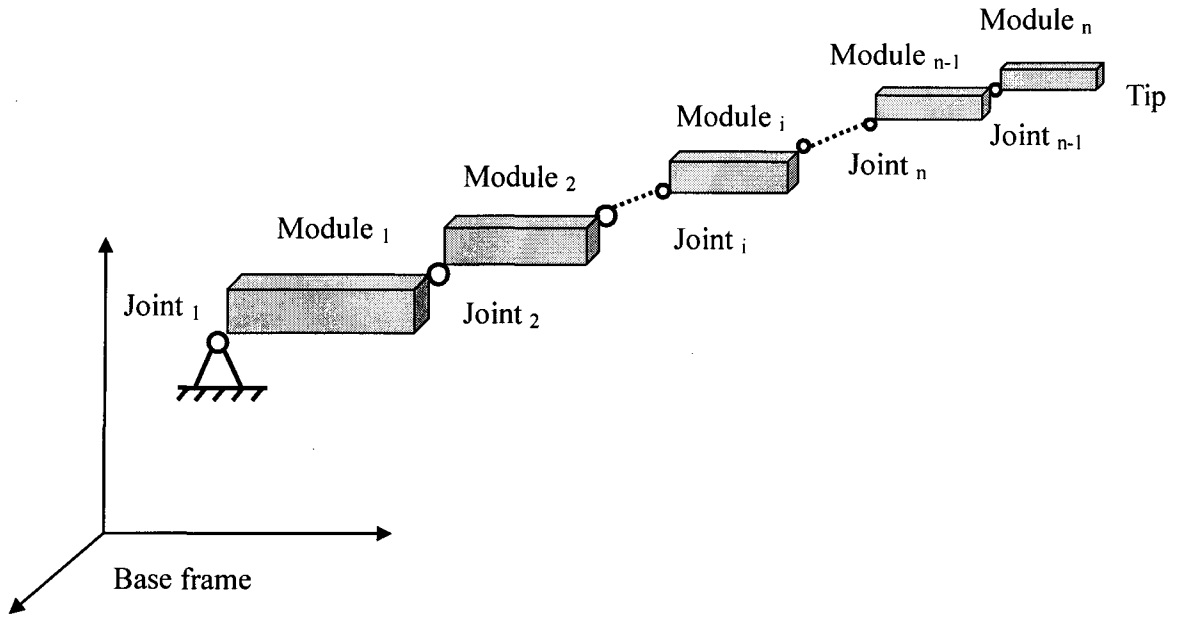 Module n
Module n-1
Tip
Module i
Joint n-1
Joint n
Module 2
Joint i
Module 1
Joint 1
Joint 2
Base frame